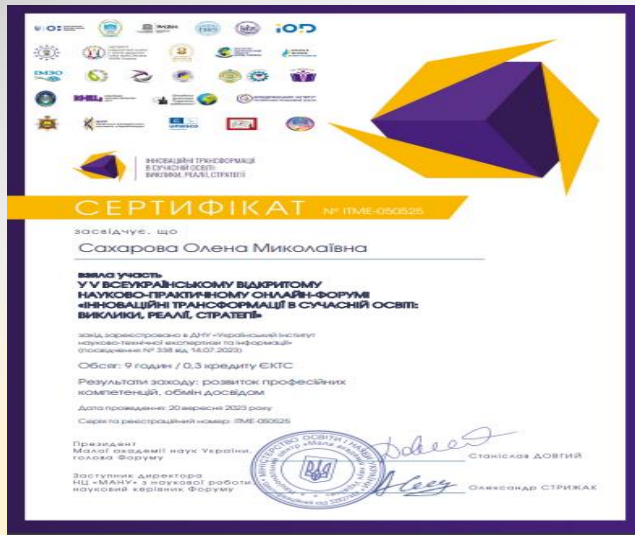 ІМЗО
ІННОВАЦІЙНІ ТРАНСФОРМАЦІЇ
В СУЧАСНІЙ ОСВІТІ:
ВИКЛИКИ, РЕАЛІЇ, СТРАТЕГІЇ
СЕРТИФІКАТ № ITME-050525
засвідчує, що
Сахарова Олена Миколаївна
взяла участь
У V ВСЕУКРАЇНСЬКОМУ ВІДКРИТОМУ
НАУКОВО-ПРАКТИЧНОМУ ОНЛАЙН-ФОРУМІ
«ІННОВАЦІЙНІ ТРАНСФОРМАЦІЇ В СУЧАСНІЙ ОСВІТІ:
ВИКЛИКИ, РЕАЛІЇ, СТРАТЕГІЇ»
захід зареєстровано в ДНУ «Український інститут
науково-технічної експертизи та інформації»
(посвідчення № 338 від 14.07.2023)
Обсяг: 9 годин / 0,3 кредиту ЄКТС
Результати заходу: розвиток професійних
компетенцій, обмін досвідом
Дата проведення: 20 вересня 2023 року
Серія та реєстраційний номер: ITME-050525
Президент
Малої академії наук України,
голова Форуму
Станіслав ДОВГИЙ
Заступник директора
НЦ «МАНУ» з наукової роботи,
науковий керівник Форуму
Олександр СТРИЖАК